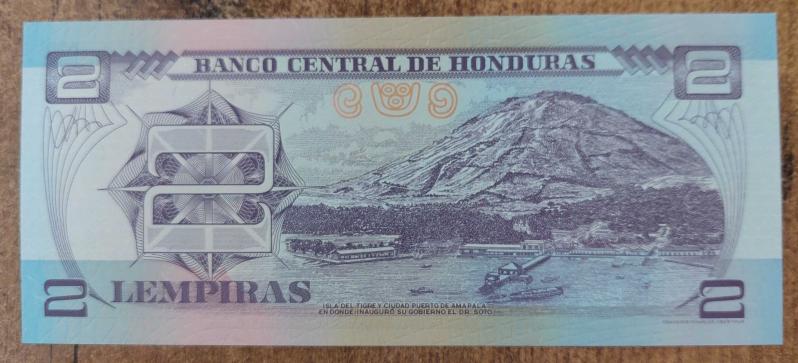 2 BANCO CENTRAL DE HONDURAS 2
2
LEMPIRAS
ISLA DEL TIGRE Y CIUDAD PUERTO DE AMAPALA
EN DONDE INAUGURÓ SU GOBIERNO EL DR. SOTO
2 2